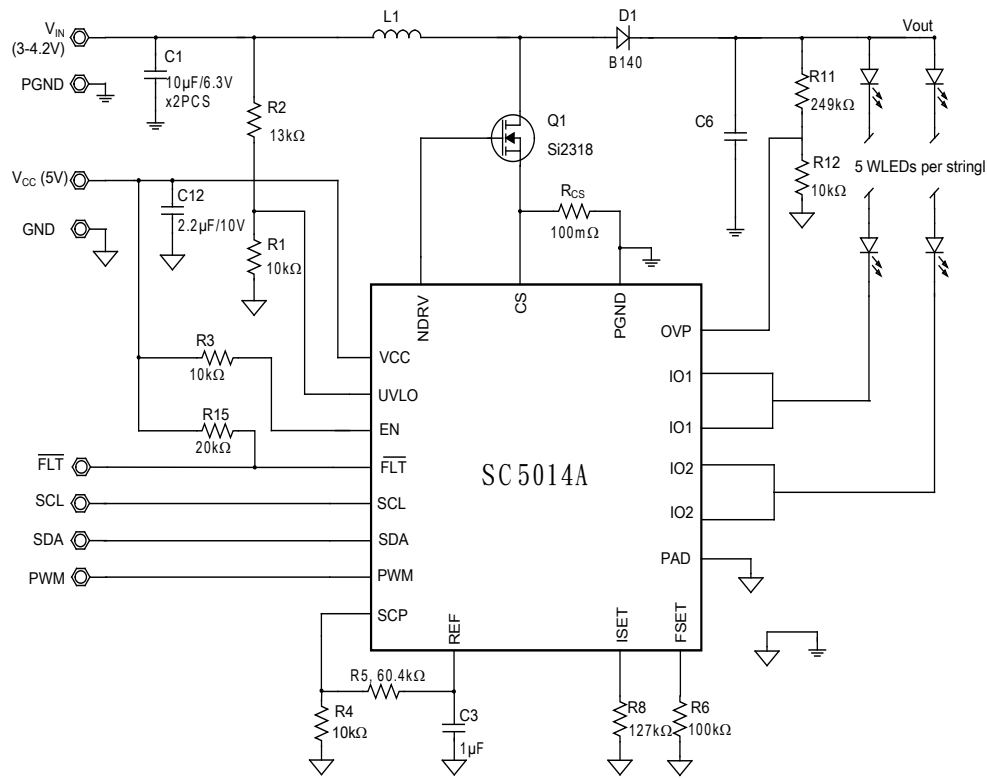 L1
D1
B140
Vout
VIN
(3-4.2V)
C1
10µF/6.3V
x2PCS
PGND
R2
13kΩ
Q1
Si2318
C6
R11
249kΩ
R12
10kΩ
5 WLEDs per stringl
VCC (5V)
C12
2.2µF/10V
GND
R1
10kΩ
RCS
100mΩ
NDRV
CS
PGND
OVP
R3
10kΩ
VCC
IO1
UVLO
R15
20kΩ
EN
IO1
FLT
FLT
IO2
SC5014A
SCL
SCL
IO2
SDA
SDA
PAD
PWM
PWM
SCP
REF
ISET
FSET
R5, 60.4kΩ
R4
10kΩ
C3
1µF
R8
127kΩ
R6
100kΩ